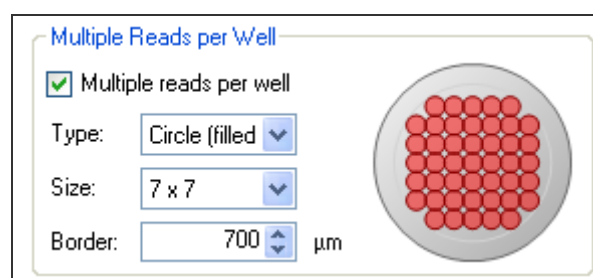 Multiple Reads per Well
Multiple reads per well
Type: Circle (filled
Size: 7 x 7
Border: 700 µm